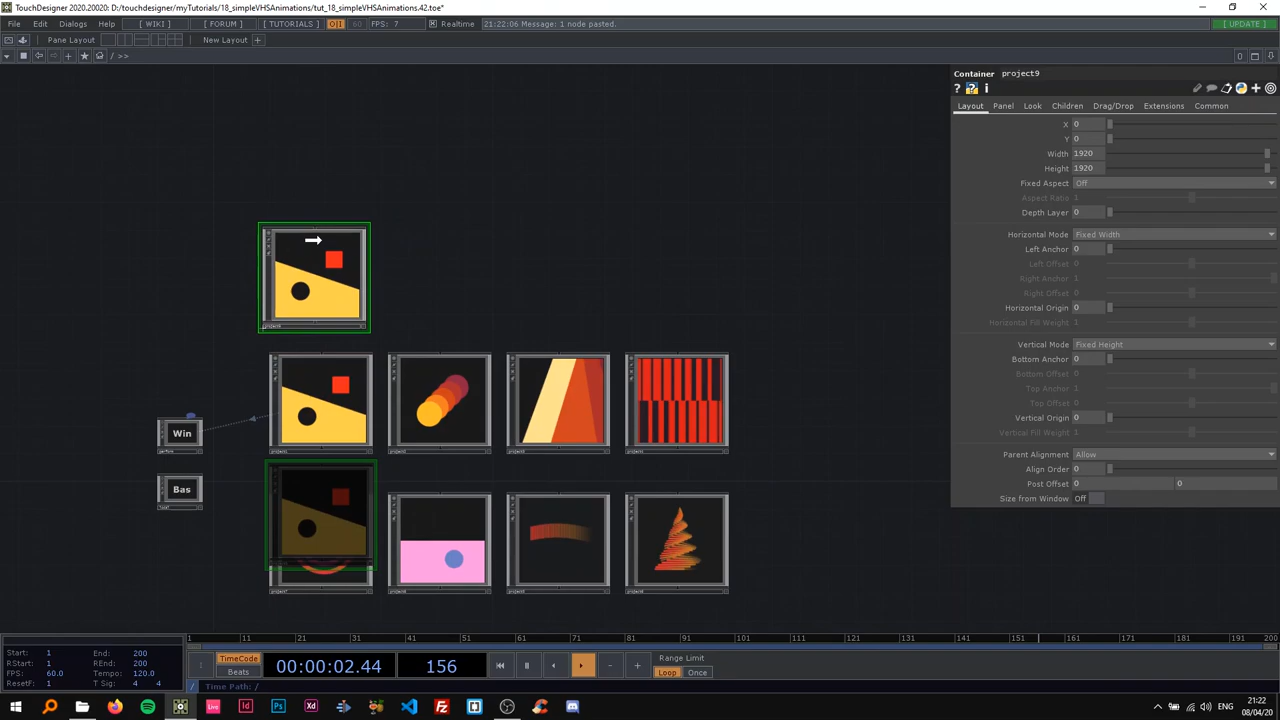 TouchDesigner 2020.20020: D:/touchdesigner/myTutorials/18_simpleVHSAnimations/tut_18_simpleVHSAnimations.42.toe*
File Edit Dialogs Help [ WIKI ] [ FORUM ] [ TUTORIALS ] O|I 60 FPS: 7 Realtime 21:22:06 Message: 1 node pasted. [ UPDATE ]
Pane Layout New Layout +
/ >> 0
Container project9
Layout Panel Look Children Drag/Drop Extensions Common
X 0
Y 0
Width 1920
Height 1920
Fixed Aspect Off
Aspect Ratio 1
Depth Layer 0
Horizontal Mode Fixed Width
Left Anchor 0
Left Offset 0
Right Anchor 1
Right Offset 0
Horizontal Origin 0
Horizontal Fill Weight 1
Vertical Mode Fixed Height
Bottom Anchor 0
Bottom Offset 0
Top Anchor 1
Top Offset 0
Vertical Origin 0
Vertical Fill Weight 1
Parent Alignment Allow
Align Order 0
Post Offset 0 0
Size from Window Off
Win
perform
Bas
1 11 21 31 41 51 61 71 81 91 101 111 121 131 141 151 161 171 181 191 200
Start: 1 End: 200
RStart: 1 REnd: 200
FPS: 60.0 Tempo: 120.0
ResetF: 1 T Sig: 4 4
TimeCode
Beats
00:00:02.44
156
Range Limit
Loop Once
/ Time Path: /
ENG
21:22
08/04/20